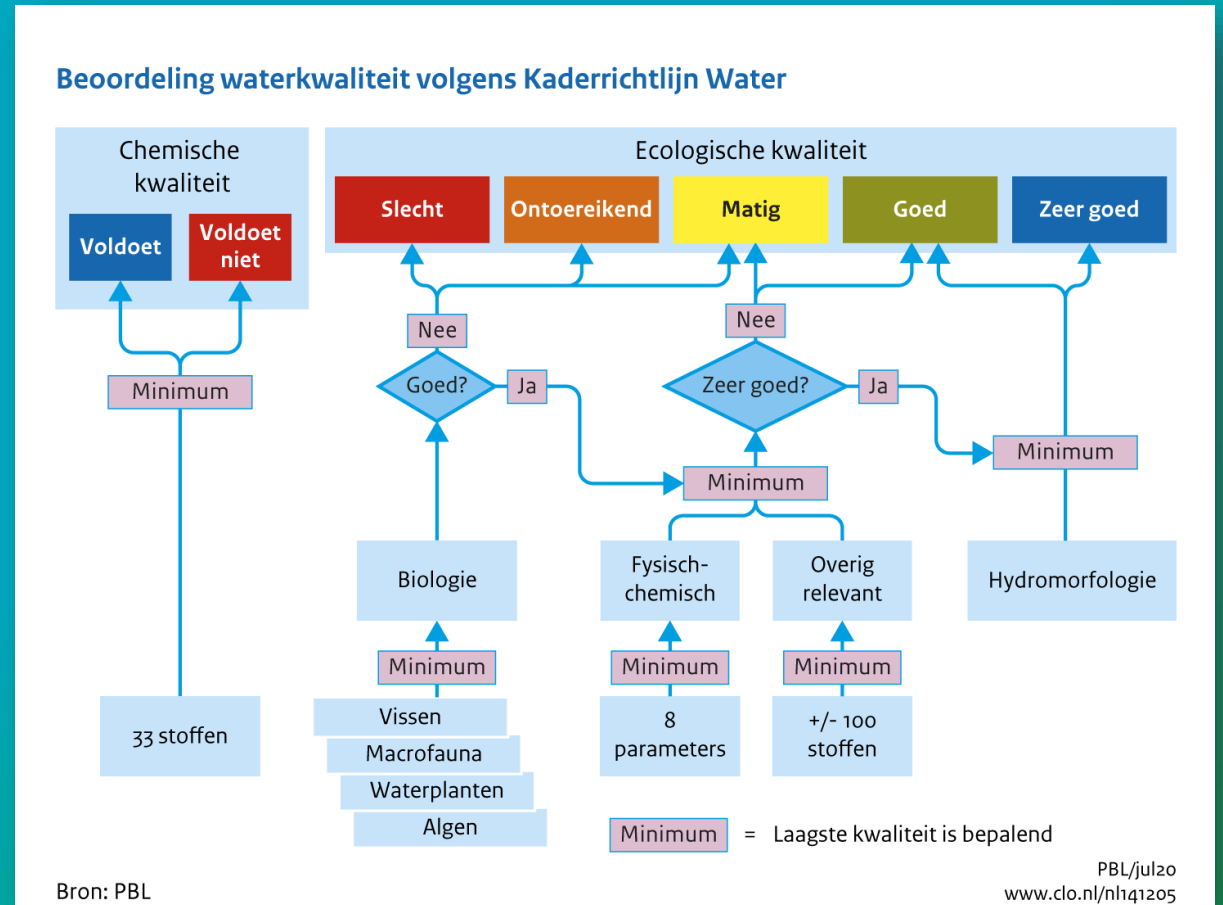 Beoordeling waterkwaliteit volgens Kaderrichtlijn Water
Chemische
kwaliteit
Voldoet
Voldoet
niet
Minimum
33 stoffen
Ecologische kwaliteit
Slecht
Ontoereikend
Matig
Goed
Zeer goed
Nee
Nee
Goed?
Ja
Zeer goed?
Ja
Minimum
Minimum
Biologie
Fysisch-
chemisch
Overig
relevant
Hydromorfologie
Minimum
Minimum
Minimum
Vissen
Macrofauna
Waterplanten
Algen
8
parameters
+/- 100
stoffen
Minimum = Laagste kwaliteit is bepalend
Bron: PBL
PBL/jul20
www.clo.nl/nl141205